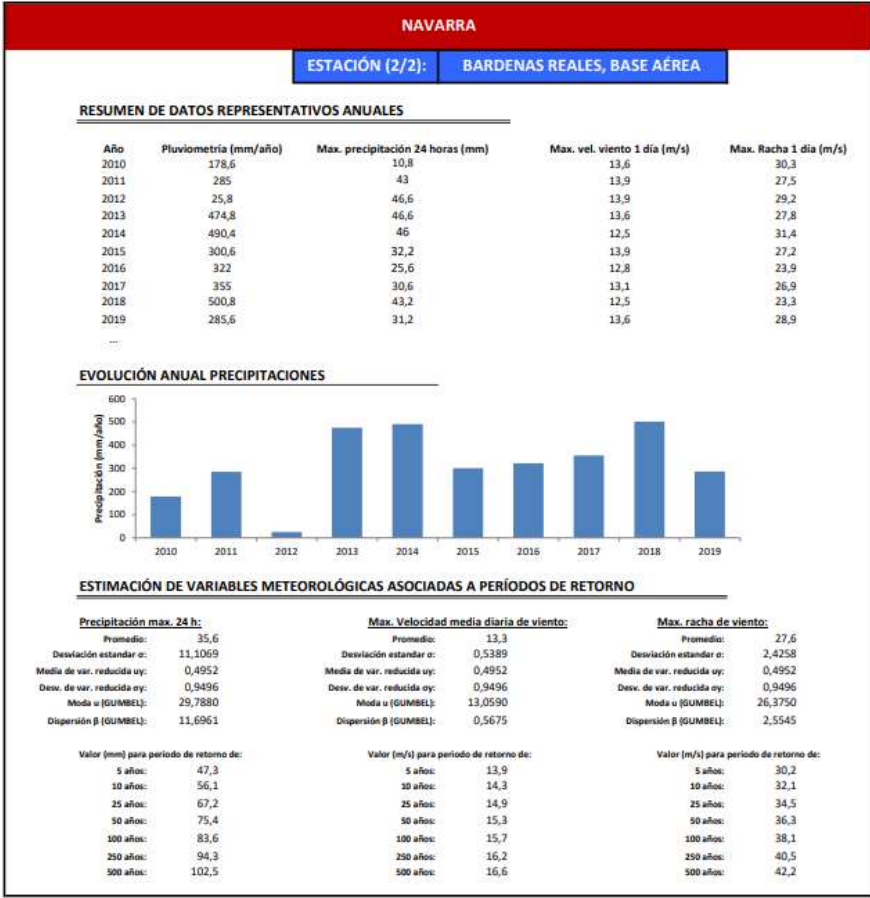 NAVARRA
ESTACIÓN (2/2): BARDENAS REALES, BASE AÉREA
RESUMEN DE DATOS REPRESENTATIVOS ANUALES
Año Pluviometría (mm/año) Max. precipitación 24 horas (mm) Max. vel. viento 1 día (m/s) Max. Racha 1 día (m/s)
2010 178,6 10,8 13,6 30,3
2011 285 43 13,9 27,5
2012 25,8 46,6 13,9 29,2
2013 474,8 46,6 13,6 27,8
2014 490,4 46 12,5 31,4
2015 300,6 32,2 13,9 27,2
2016 322 25,6 12,8 23,9
2017 355 30,6 13,1 26,9
2018 500,8 43,2 12,5 23,3
2019 285,6 31,2 13,6 28,9
...
EVOLUCIÓN ANUAL PRECIPITACIONES
Precipitación (mm/año)
600
500
400
300
200
100
0
2010 2011 2012 2013 2014 2015 2016 2017 2018 2019
ESTIMACIÓN DE VARIABLES METEOROLÓGICAS ASOCIADAS A PERÍODOS DE RETORNO
Precipitación max. 24 h: Max. Velocidad media diaria de viento: Max. racha de viento:
Promedio: 35,6 Promedio: 13,3 Promedio: 27,6
Desviación estandar σ: 11,1069 Desviación estandar σ: 0,5389 Desviación estandar σ: 2,4258
Media de var. reducida uy: 0,4952 Media de var. reducida uy: 0,4952 Media de var. reducida uy: 0,4952
Desv. de var. reducida σy: 0,9496 Desv. de var. reducida σy: 0,9496 Desv. de var. reducida σy: 0,9496
Moda u (GUMBEL): 29,7880 Moda u (GUMBEL): 13,0590 Moda u (GUMBEL): 26,3750
Dispersión β (GUMBEL): 11,6961 Dispersión β (GUMBEL): 0,5675 Dispersión β (GUMBEL): 2,5545
Valor (mm) para periodo de retorno de: Valor (m/s) para periodo de retorno de: Valor (m/s) para periodo de retorno de:
5 años: 47,3 5 años: 13,9 5 años: 30,2
10 años: 56,1 10 años: 14,3 10 años: 32,1
25 años: 67,2 25 años: 14,9 25 años: 34,5
50 años: 75,4 50 años: 15,3 50 años: 36,3
100 años: 83,6 100 años: 15,7 100 años: 38,1
250 años: 94,3 250 años: 16,2 250 años: 40,5
500 años: 102,5 500 años: 16,6 500 años: 42,2